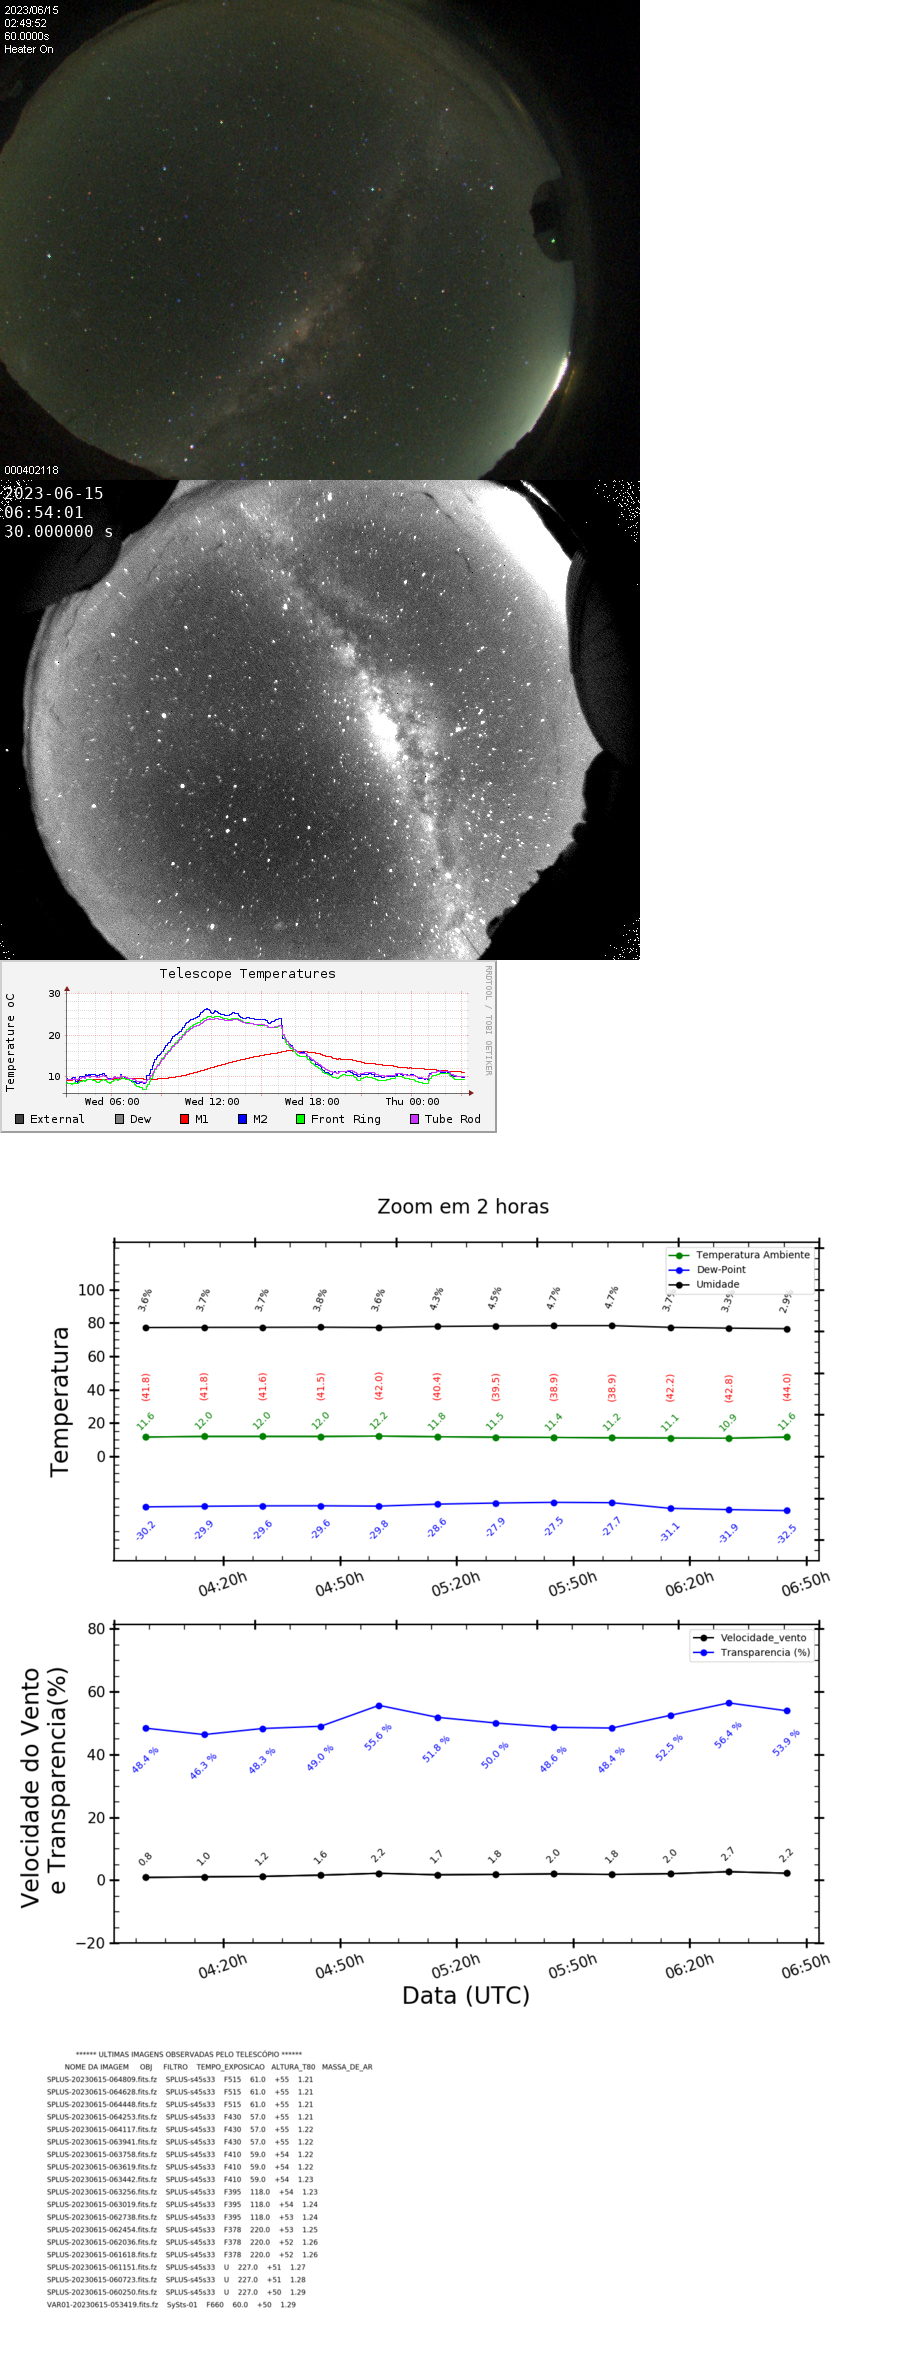 2023/06/15
02:49:52
60.0000s
Heater On
000402118
2023-06-15
06:54:01
30.000000 s
Telescope Temperatures
RRDTOOL / TOBI OETIKER
Temperature oC
30
20
10
Wed 06:00 Wed 12:00 Wed 18:00 Thu 00:00
External Dew M1 M2 Front Ring Tube Rod
Zoom em 2 horas
Temperatura Ambiente
Dew-Point
Umidade
Temperatura
100
80
60
40
20
0
3.6% 3.7% 3.7% 3.8% 3.6% 4.3% 4.5% 4.7% 4.7% 3.7% 3.3% 2.9%
(41.8) (41.8) (41.6) (41.5) (42.0) (40.4) (39.5) (38.9) (38.9) (42.2) (42.8) (44.0)
11.6 12.0 12.0 12.0 12.2 11.8 11.5 11.4 11.2 11.1 10.9 11.6
-30.2 -29.9 -29.6 -29.6 -29.8 -28.6 -27.9 -27.5 -27.7 -31.1 -31.9 -32.5
04:20h 04:50h 05:20h 05:50h 06:20h 06:50h
Velocidade_vento
Transparencia (%)
Velocidade do Vento
e Transparencia(%)
80
60
40
20
0
−20
48.4 % 46.3 % 48.3 % 49.0 % 55.6 % 51.8 % 50.0 % 48.6 % 48.4 % 52.5 % 56.4 % 53.9 %
0.8 1.0 1.2 1.6 2.2 1.7 1.8 2.0 1.8 2.0 2.7 2.2
04:20h 04:50h 05:20h 05:50h 06:20h 06:50h
Data (UTC)
****** ULTIMAS IMAGENS OBSERVADAS PELO TELESCÓPIO ******
NOME DA IMAGEM OBJ FILTRO TEMPO_EXPOSICAO ALTURA_T80 MASSA_DE_AR
SPLUS-20230615-064809.fits.fz SPLUS-s45s33 F515 61.0 +55 1.21
SPLUS-20230615-064628.fits.fz SPLUS-s45s33 F515 61.0 +55 1.21
SPLUS-20230615-064448.fits.fz SPLUS-s45s33 F515 61.0 +55 1.21
SPLUS-20230615-064253.fits.fz SPLUS-s45s33 F430 57.0 +55 1.21
SPLUS-20230615-064117.fits.fz SPLUS-s45s33 F430 57.0 +55 1.22
SPLUS-20230615-063941.fits.fz SPLUS-s45s33 F430 57.0 +55 1.22
SPLUS-20230615-063758.fits.fz SPLUS-s45s33 F410 59.0 +54 1.22
SPLUS-20230615-063619.fits.fz SPLUS-s45s33 F410 59.0 +54 1.22
SPLUS-20230615-063442.fits.fz SPLUS-s45s33 F410 59.0 +54 1.23
SPLUS-20230615-063256.fits.fz SPLUS-s45s33 F395 118.0 +54 1.23
SPLUS-20230615-063019.fits.fz SPLUS-s45s33 F395 118.0 +54 1.24
SPLUS-20230615-062738.fits.fz SPLUS-s45s33 F395 118.0 +53 1.24
SPLUS-20230615-062454.fits.fz SPLUS-s45s33 F378 220.0 +53 1.25
SPLUS-20230615-062036.fits.fz SPLUS-s45s33 F378 220.0 +52 1.26
SPLUS-20230615-061618.fits.fz SPLUS-s45s33 F378 220.0 +52 1.26
SPLUS-20230615-061151.fits.fz SPLUS-s45s33 U 227.0 +51 1.27
SPLUS-20230615-060723.fits.fz SPLUS-s45s33 U 227.0 +51 1.28
SPLUS-20230615-060250.fits.fz SPLUS-s45s33 U 227.0 +50 1.29
VAR01-20230615-053419.fits.fz SySts-01 F660 60.0 +50 1.29